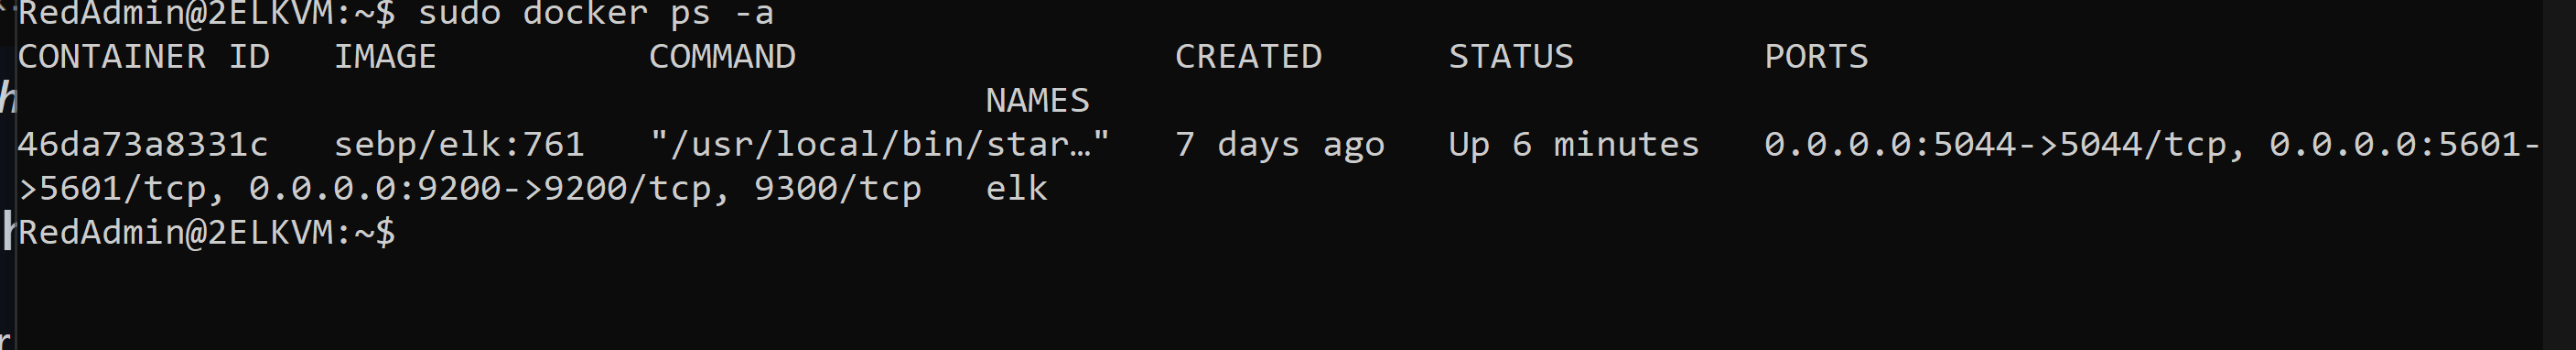 RedAdmin@2ELKVM:~$ sudo docker ps -a
CONTAINER ID   IMAGE          COMMAND                  CREATED      STATUS         PORTS
                                              NAMES
46da73a8331c   sebp/elk:761   "/usr/local/bin/star…"   7 days ago   Up 6 minutes   0.0.0.0:5044->5044/tcp, 0.0.0.0:5601-
>5601/tcp, 0.0.0.0:9200->9200/tcp, 9300/tcp   elk
RedAdmin@2ELKVM:~$